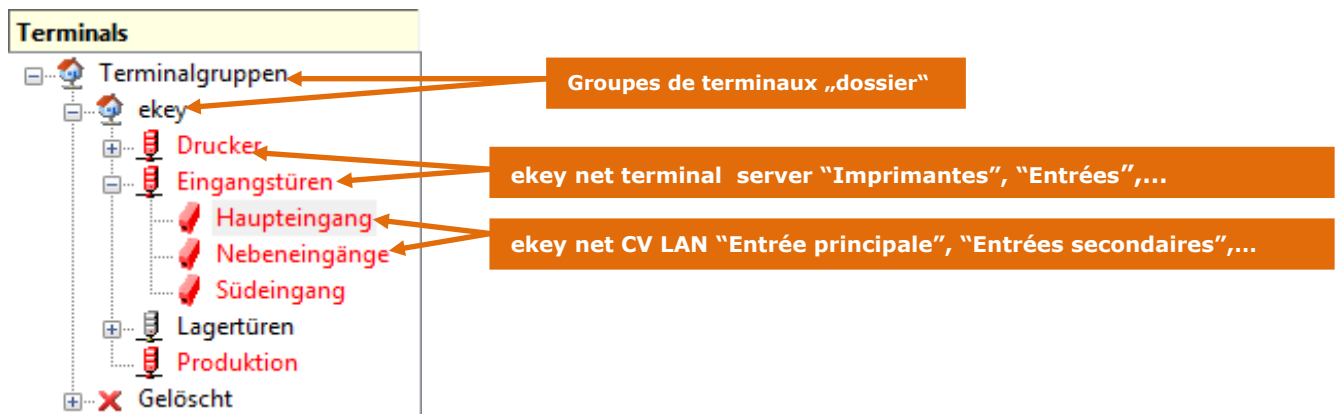 Terminals
Terminalgruppen
Groupes de terminaux „dossier“
ekey
Drucker
ekey net terminal server “Imprimantes”, “Entrées”,...
Eingangstüren
Haupteingang
ekey net CV LAN “Entrée principale”, “Entrées secondaires”,...
Nebeneingänge
Südeingang
Lagertüren
Produktion
Gelöscht